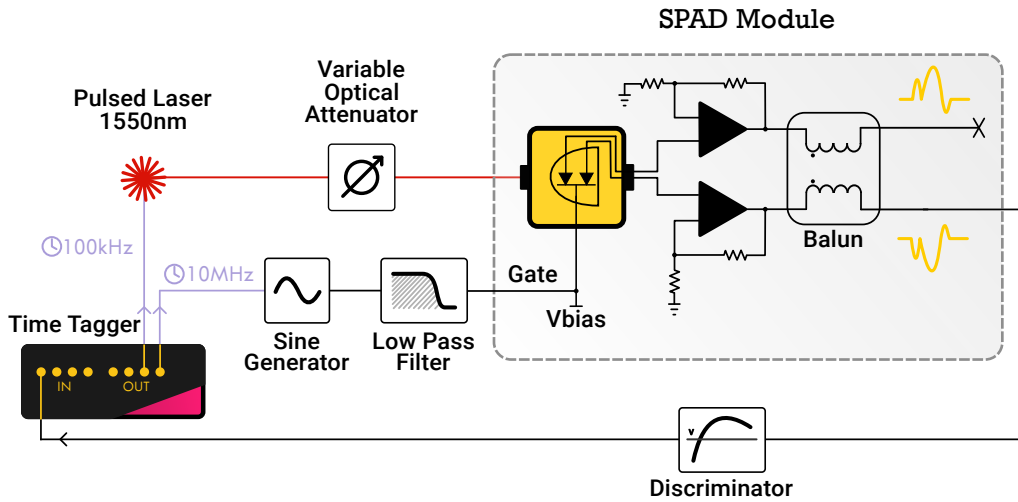 SPAD Module
Variable
Optical
Attenuator
Pulsed Laser
1550nm
100kHz
10MHz
Balun
Gate
Vbias
Time Tagger
Sine
Generator
Low Pass
Filter
IN
OUT
v
Discriminator